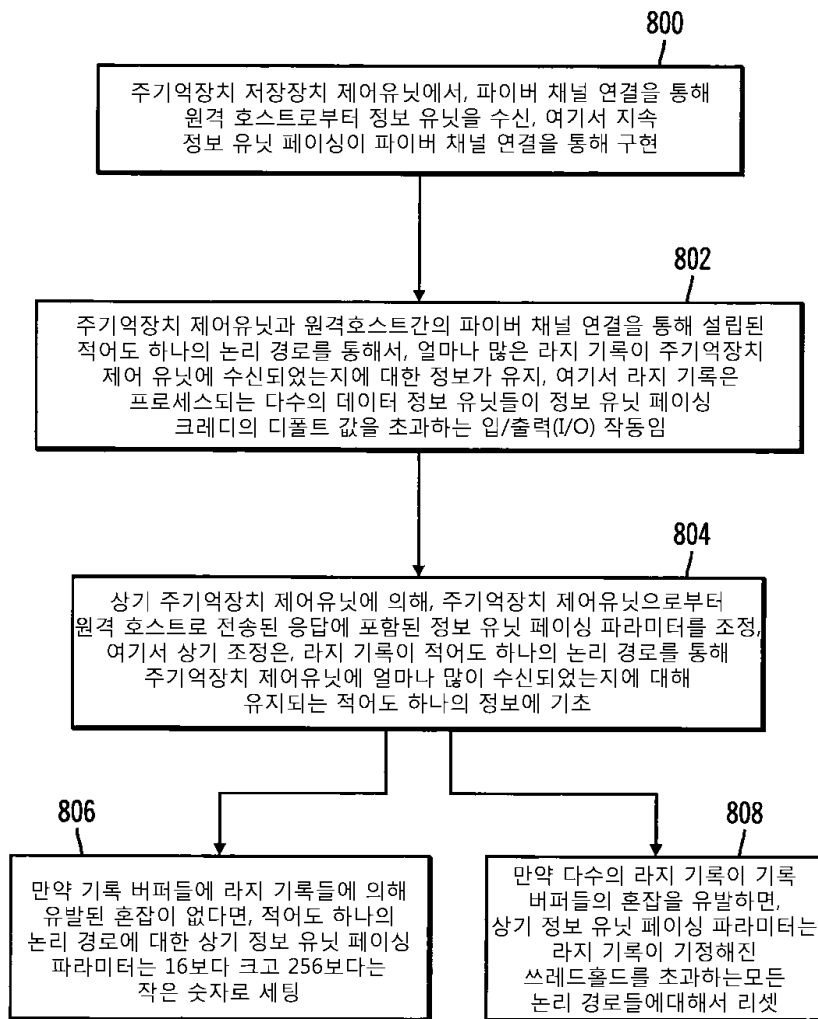 800
주기억장치 저장장치 제어유닛에서, 파이버 채널 연결을 통해
원격 호스트로부터 정보 유닛을 수신, 여기서 지속
정보 유닛 페이싱이 파이버 채널 연결을 통해 구현
802
주기억장치 제어유닛과 원격호스트간의 파이버 채널 연결을 통해 설립된
적어도 하나의 논리 경로를 통해서, 얼마나 많은 라지 기록이 주기억장치
제어 유닛에 수신되었는지에 대한 정보가 유지, 여기서 라지 기록은
프로세스되는 다수의 데이터 정보 유닛들이 정보 유닛 페이싱
크레디의 디폴트 값을 초과하는 입/출력(I/O) 작동임
804
상기 주기억장치 제어유닛에 의해, 주기억장치 제어유닛으로부터
원격 호스트로 전송된 응답에 포함된 정보 유닛 페이싱 파라미터를 조정,
여기서 상기 조정은, 라지 기록이 적어도 하나의 논리 경로를 통해
주기억장치 제어유닛에 얼마나 많이 수신되었는지에 대해
유지되는 적어도 하나의 정보에 기초
806
만약 기록 버퍼들에 라지 기록들에 의해
유발된 혼잡이 없다면, 적어도 하나의
논리 경로에 대한 상기 정보 유닛 페이싱
파라미터는 16보다 크고 256보다는
작은 숫자로 세팅
808
만약 다수의 라지 기록이 기록
버퍼들의 혼잡을 유발하면,
상기 정보 유닛 페이싱 파라미터는
라지 기록이 기정해진
쓰레드홀드를 초과하는모든
논리 경로들에대해서 리셋